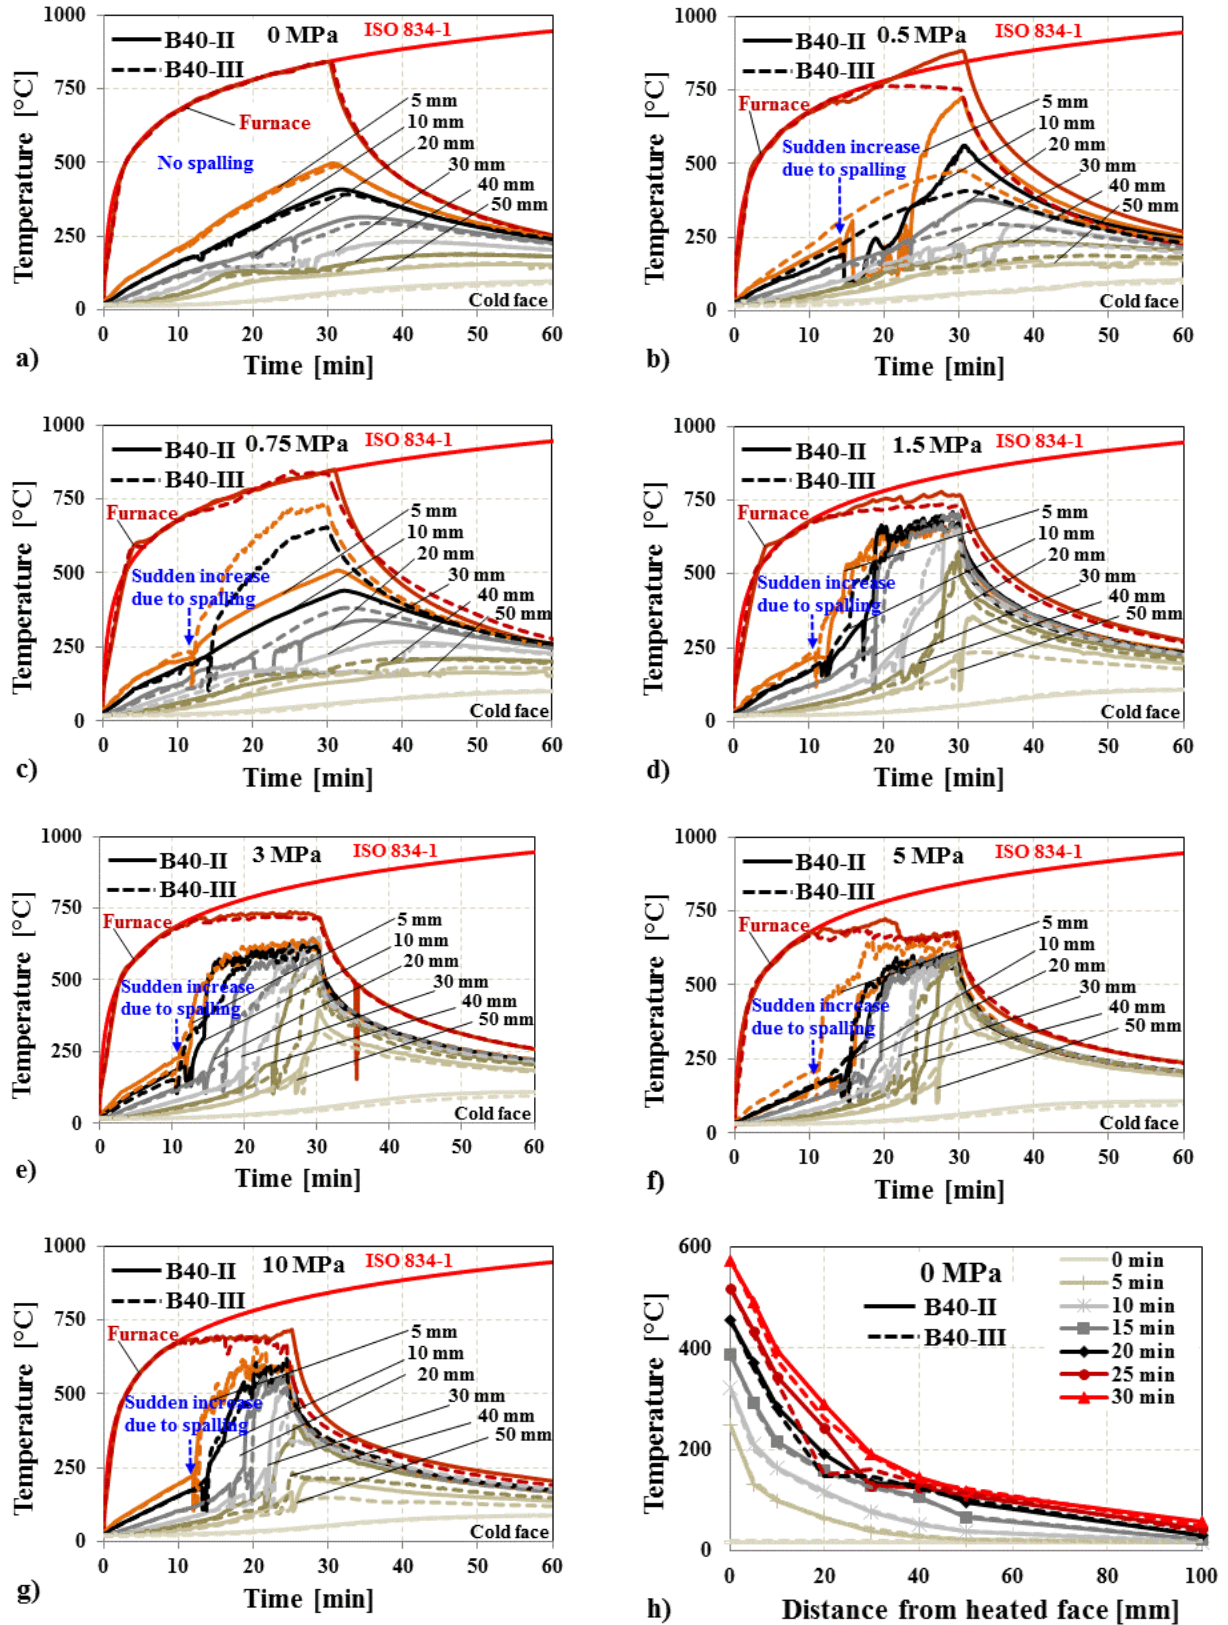 1000
750
500
250
0
Temperature [°C]
B40-II
B40-III
0 MPa
ISO 834-1
Furnace
No spalling
5 mm
10 mm
20 mm
30 mm
40 mm
50 mm
Cold face
0 10 20 30 40 50 60
a)
Time [min]
1000
750
500
250
0
Temperature [°C]
B40-II
B40-III
0.5 MPa
ISO 834-1
Furnace
Sudden increase
due to spalling
5 mm
10 mm
20 mm
30 mm
40 mm
50 mm
Cold face
0 10 20 30 40 50 60
b)
Time [min]
1000
750
500
250
0
Temperature [°C]
B40-II
B40-III
0.75 MPa
ISO 834-1
Furnace
Sudden increase
due to spalling
5 mm
10 mm
20 mm
30 mm
40 mm
50 mm
Cold face
0 10 20 30 40 50 60
c)
Time [min]
1000
750
500
250
0
Temperature [°C]
B40-II
B40-III
1.5 MPa
ISO 834-1
Furnace
Sudden increase
due to spalling
5 mm
10 mm
20 mm
30 mm
40 mm
50 mm
Cold face
0 10 20 30 40 50 60
d)
Time [min]
1000
750
500
250
0
Temperature [°C]
B40-II
B40-III
3 MPa
ISO 834-1
Furnace
Sudden increase
due to spalling
5 mm
10 mm
20 mm
30 mm
40 mm
50 mm
Cold face
0 10 20 30 40 50 60
e)
Time [min]
1000
750
500
250
0
Temperature [°C]
B40-II
B40-III
5 MPa
ISO 834-1
Furnace
Sudden increase
due to spalling
5 mm
10 mm
20 mm
30 mm
40 mm
50 mm
Cold face
0 10 20 30 40 50 60
f)
Time [min]
1000
750
500
250
0
Temperature [°C]
B40-II
B40-III
10 MPa
ISO 834-1
Furnace
Sudden increase
due to spalling
5 mm
10 mm
20 mm
30 mm
40 mm
50 mm
Cold face
0 10 20 30 40 50 60
g)
Time [min]
600
400
200
0
Temperature [°C]
0 MPa
B40-II
B40-III
0 min
5 min
10 min
15 min
20 min
25 min
30 min
0 20 40 60 80 100
h)
Distance from heated face [mm]